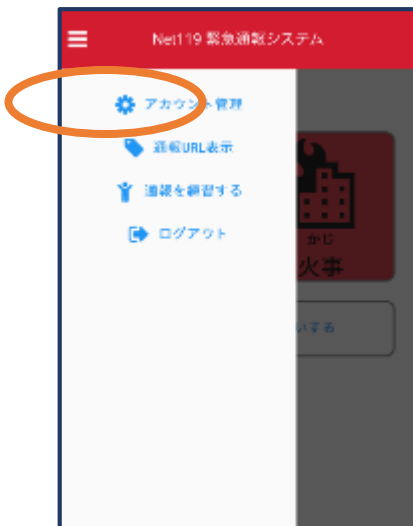 Net119 緊急通報システム
アカウント管理
通報URL表示
通報を練習する
ログアウト
かじ
火事
いする